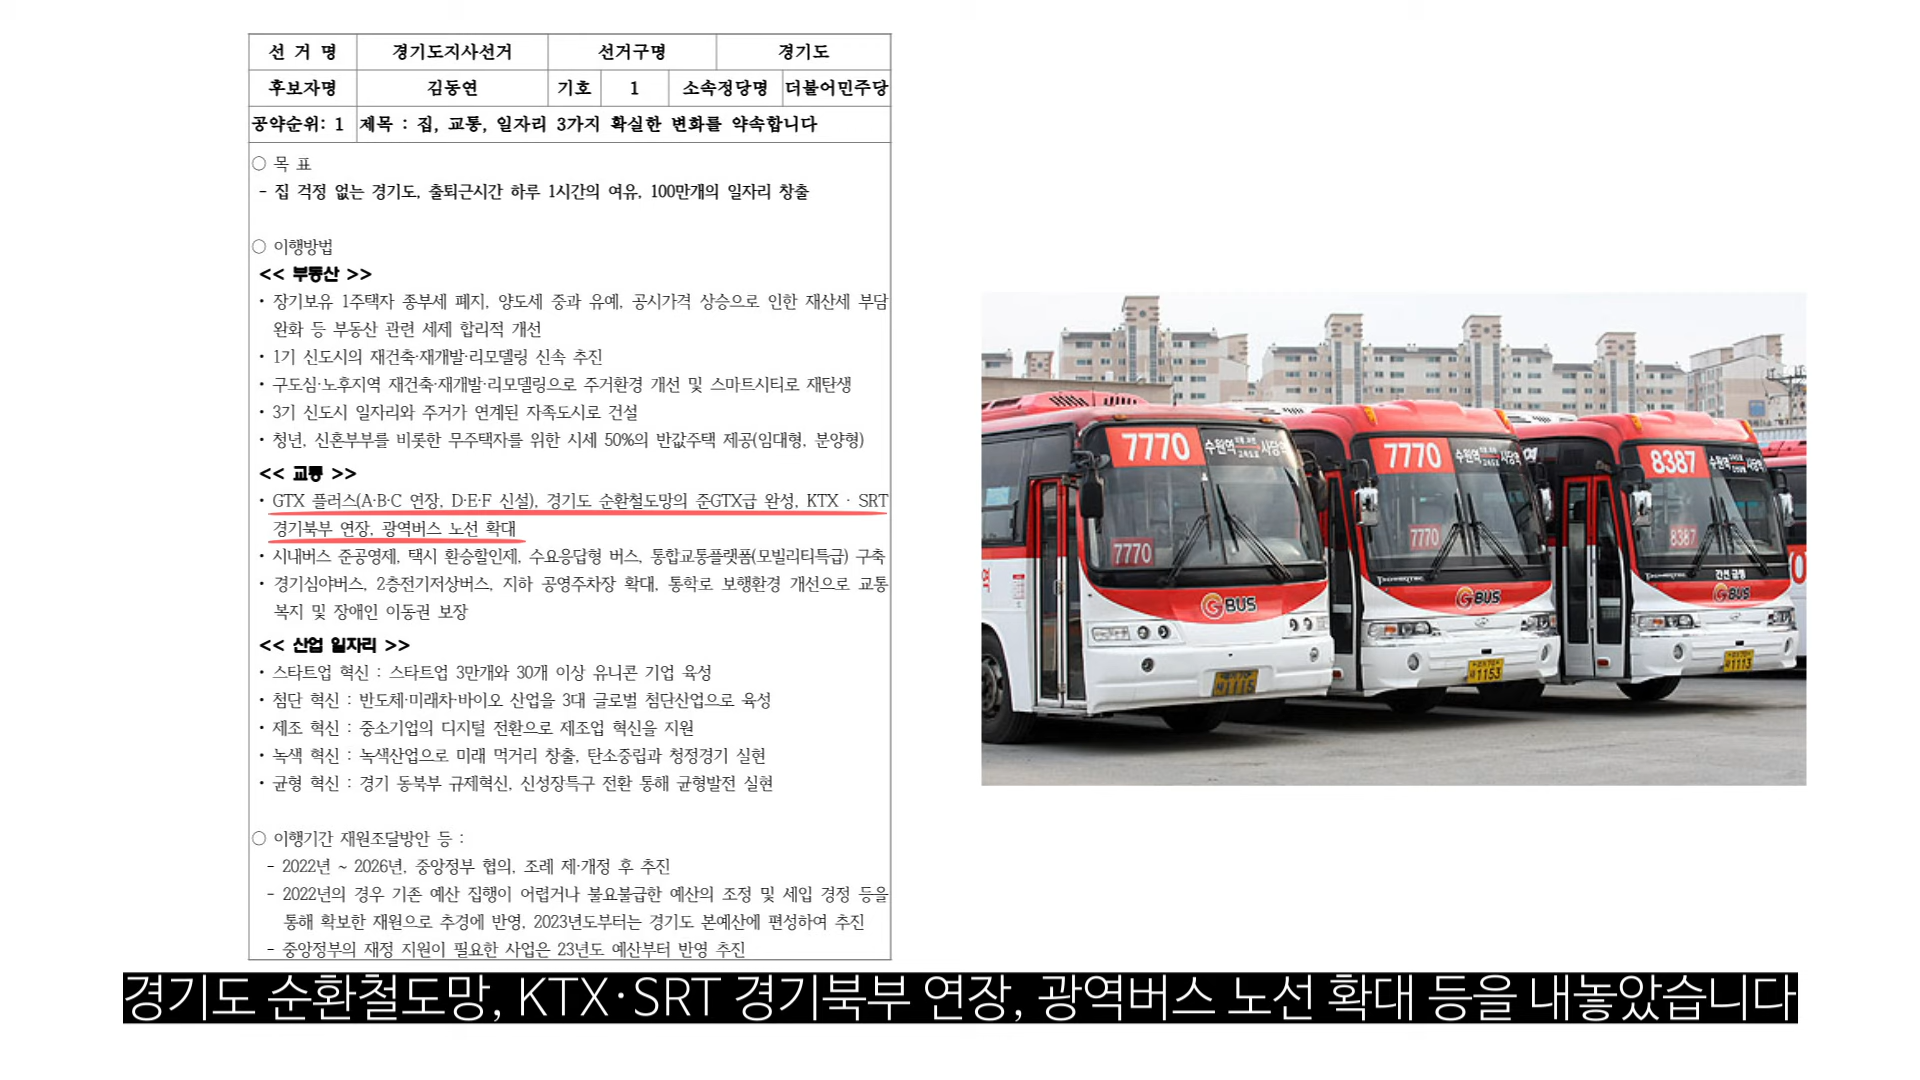 선 거 명 경기도지사선거 선거구명 경기도
후보자명 김동연 기호 1 소속정당명 더불어민주당
공약순위: 1 제목 : 집, 교통, 일자리 3가지 확실한 변화를 약속합니다
○ 목 표
- 집 걱정 없는 경기도, 출퇴근시간 하루 1시간의 여유, 100만개의 일자리 창출
○ 이행방법
<< 부동산 >>
• 장기보유 1주택자 종부세 폐지, 양도세 중과 유예, 공시가격 상승으로 인한 재산세 부담
완화 등 부동산 관련 세제 합리적 개선
• 1기 신도시의 재건축·재개발·리모델링 신속 추진
• 구도심·노후지역 재건축·재개발·리모델링으로 주거환경 개선 및 스마트시티로 재탄생
• 3기 신도시 일자리와 주거가 연계된 자족도시로 건설
• 청년, 신혼부부를 비롯한 무주택자를 위한 시세 50%의 반값주택 제공(임대형, 분양형)
<< 교통 >>
• GTX 플러스(A·B·C 연장, D·E·F 신설), 경기도 순환철도망의 준GTX급 완성, KTX · SRT
경기북부 연장, 광역버스 노선 확대
• 시내버스 준공영제, 택시 환승할인제, 수요응답형 버스, 통합교통플랫폼(모빌리티특급) 구축
• 경기심야버스, 2층전기저상버스, 지하 공영주차장 확대, 통학로 보행환경 개선으로 교통
복지 및 장애인 이동권 보장
<< 산업 일자리 >>
• 스타트업 혁신 : 스타트업 3만개와 30개 이상 유니콘 기업 육성
• 첨단 혁신 : 반도체·미래차·바이오 산업을 3대 글로벌 첨단산업으로 육성
• 제조 혁신 : 중소기업의 디지털 전환으로 제조업 혁신을 지원
• 녹색 혁신 : 녹색산업으로 미래 먹거리 창출, 탄소중립과 청정경기 실현
• 균형 혁신 : 경기 동북부 규제혁신, 신성장특구 전환 통해 균형발전 실현
○ 이행기간 재원조달방안 등 :
- 2022년 ~ 2026년, 중앙정부 협의, 조례 제·개정 후 추진
- 2022년의 경우 기존 예산 집행이 어렵거나 불요불급한 예산의 조정 및 세입 경정 등을
통해 확보한 재원으로 추경에 반영, 2023년도부터는 경기도 본예산에 편성하여 추진
- 중앙정부의 재정 지원이 필요한 사업은 23년도 예산부터 반영 추진
7770 수원역 사당역
7770
G BUS
7770 수원역 사당역
7770
G BUS
1153
8387 수원역 사당역
8387
간선 급행
G BUS
1113
경기도 순환철도망, KTX·SRT 경기북부 연장, 광역버스 노선 확대 등을 내놓았습니다